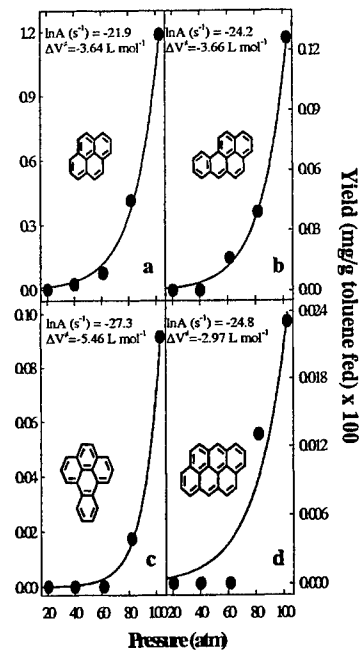 lnA (s⁻¹) = -21.9
ΔV≠ = -3.64 L mol⁻¹
lnA (s⁻¹) = -24.2
ΔV≠ = -3.66 L mol⁻¹
1.2
0.9
0.6
0.3
0.0
a
b
0.12
0.09
0.06
0.03
0.00
lnA (s⁻¹) = -27.3
ΔV≠ = -5.46 L mol⁻¹
lnA (s⁻¹) = -24.8
ΔV≠ = -2.97 L mol⁻¹
0.10
0.08
0.06
0.04
0.02
0.00
c
d
0.024
0.018
0.012
0.006
0.000
20 40 60 80 100 20 40 60 80 100
Pressure (atm)
Yield (mg/g toluene fed) x 100